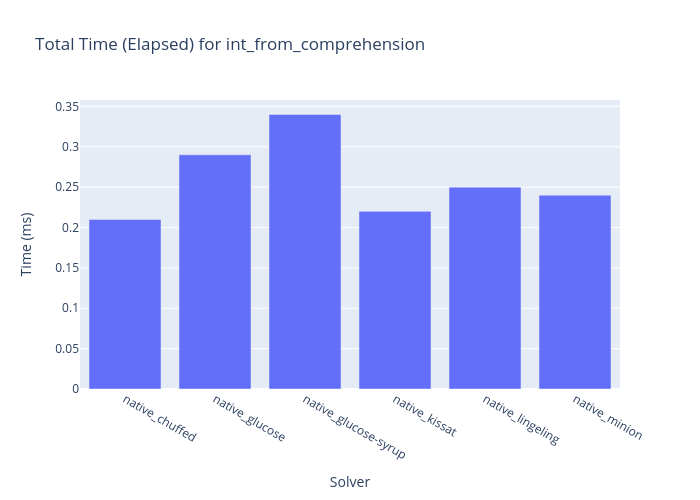 Total Time (Elapsed) for int_from_comprehension
Time (ms)
0.35
0.3
0.25
0.2
0.15
0.1
0.05
0
native_chuffed
native_glucose
native_glucose-syrup
native_kissat
native_lingeling
native_minion
Solver